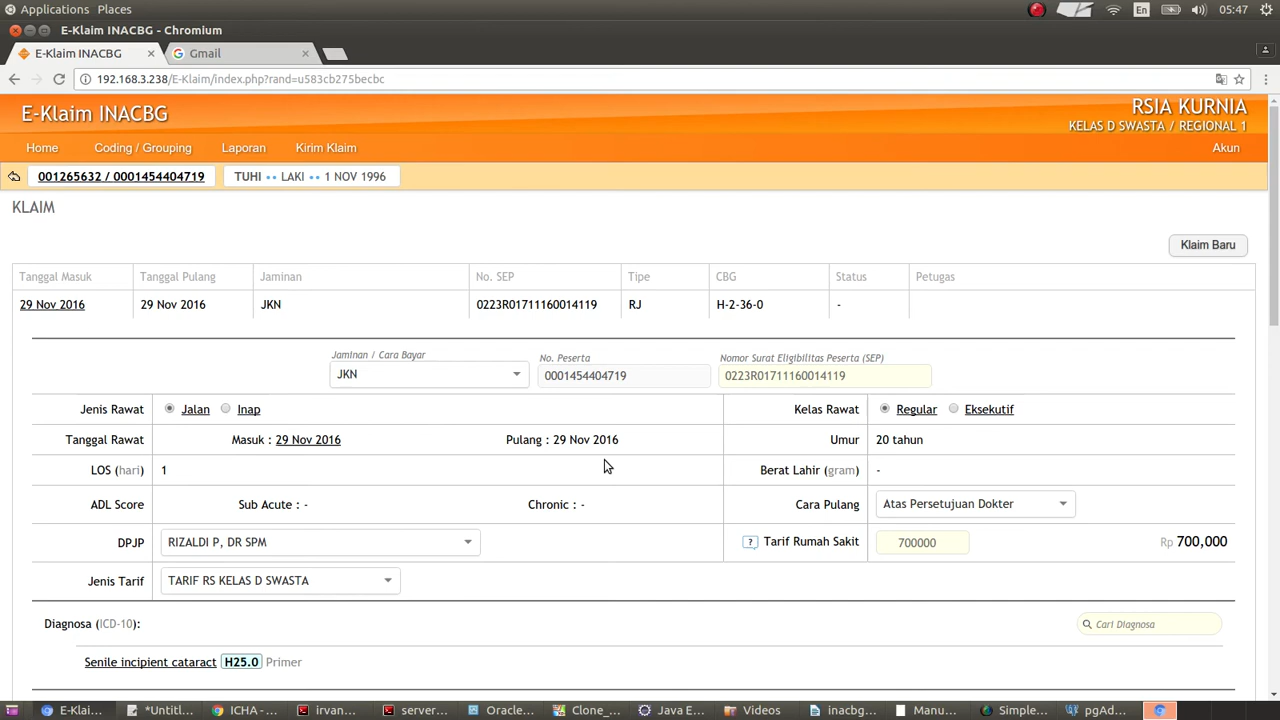 Applications Places En 05:47
E-Klaim INACBG - Chromium
E-Klaim INACBG × Gmail ×
192.168.3.238/E-Klaim/index.php?rand=u583cb275becbc
E-Klaim INACBG
RSIA KURNIA
KELAS D SWASTA / REGIONAL 1
Home Coding / Grouping Laporan Kirim Klaim Akun
001265632 / 0001454404719 TUHI •• LAKI •• 1 NOV 1996
KLAIM
Klaim Baru
Tanggal Masuk Tanggal Pulang Jaminan No. SEP Tipe CBG Status Petugas
29 Nov 2016 29 Nov 2016 JKN 0223R01711160014119 RJ H-2-36-0 -
Jaminan / Cara Bayar No. Peserta Nomor Surat Eligibilitas Peserta (SEP)
JKN 0001454404719 0223R01711160014119
Jenis Rawat Jalan Inap Kelas Rawat Regular Eksekutif
Tanggal Rawat Masuk : 29 Nov 2016 Pulang : 29 Nov 2016 Umur 20 tahun
LOS (hari) 1 Berat Lahir (gram) -
ADL Score Sub Acute : - Chronic : - Cara Pulang Atas Persetujuan Dokter
DPJP RIZALDI P, DR SPM ? Tarif Rumah Sakit 700000 Rp 700,000
Jenis Tarif TARIF RS KELAS D SWASTA
Diagnosa (ICD-10): Cari Diagnosa
Senile incipient cataract H25.0 Primer
E-Klai... *Untitl... ICHA -... irvan... server... Oracle... Clone_... Java E... Videos inacbg... Manu... Simple... pgAd...